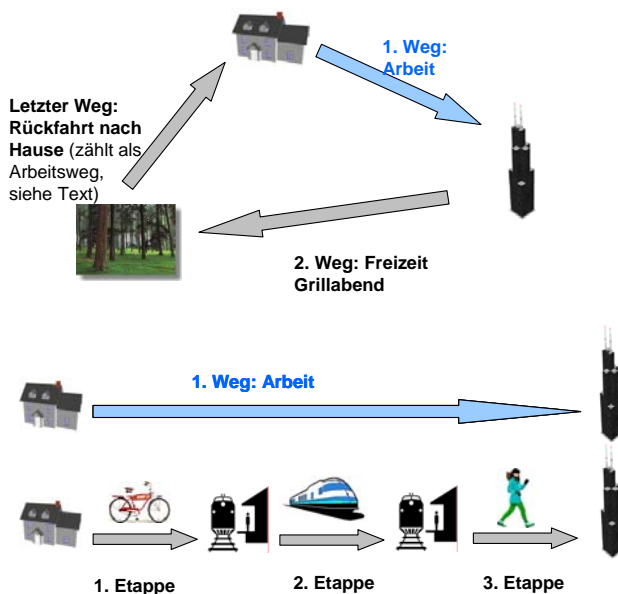 1. Weg:
Arbeit
Letzter Weg:
Rückfahrt nach
Hause (zählt als
Arbeitsweg,
siehe Text)
2. Weg: Freizeit
Grillabend
1. Weg: Arbeit
1. Etappe
2. Etappe
3. Etappe